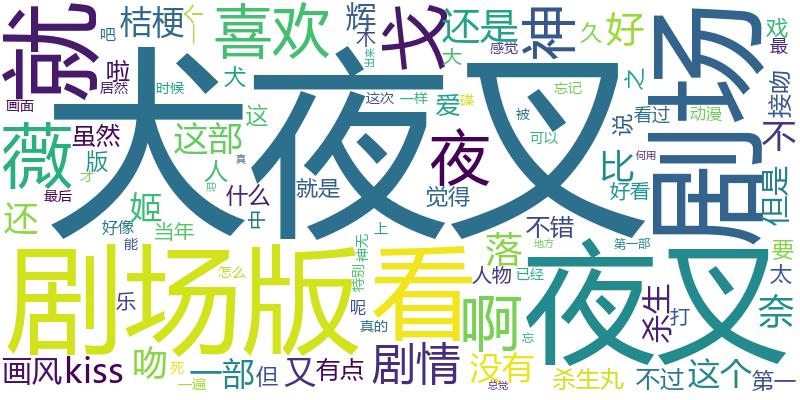 就
吧
桔梗
人
一
喜欢
辉
木
出来
戈
还是
神
感觉
久
好
剧场
戏
最
画面
啦
居然
时候
犬
大
这
这次
一样
爱
碟
忘记
之
接吻
犬夜叉
薇
虽然
这部
版
人
才
真
夜
被
可以
说
看过
动漫
不
比
何用
还
最后
姬
什么
就是
觉得
好看
但是
好像
当年
中
能
不错
上
落
地方
第一部
要
剧场版
看
夜叉
怎么
特别
神无
人物
已经
太
乐
呢
真的
啊
忘
杀生
打
奈
画风
kiss
吻
死
一部
一遍
但
又
有点
剧情
没有
总觉
杀生丸
不过
这个
第一